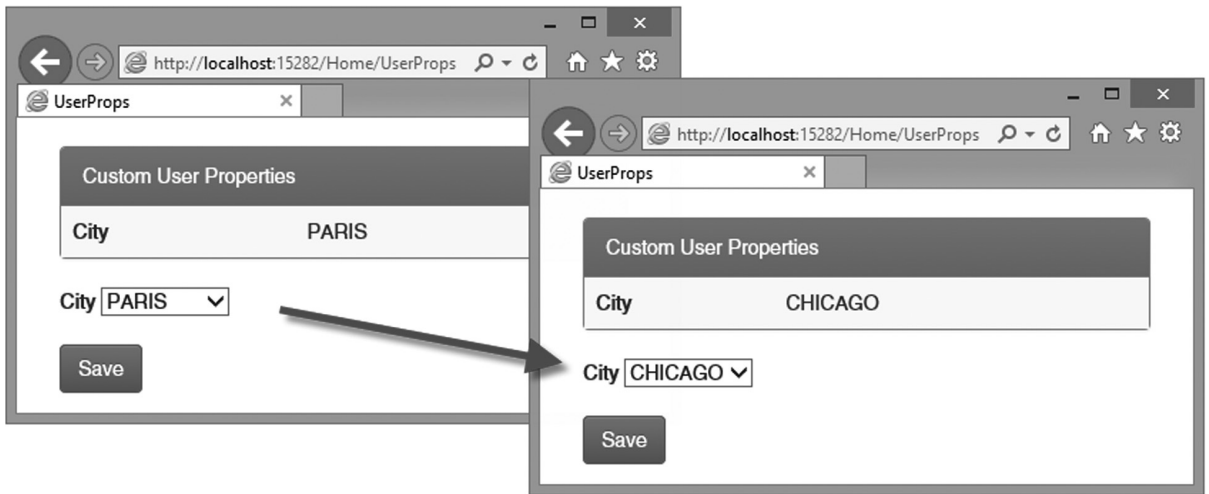 http://localhost:15282/Home/UserProps
UserProps
Custom User Properties
City PARIS
City PARIS
Save
http://localhost:15282/Home/UserProps
UserProps
Custom User Properties
City CHICAGO
City CHICAGO
Save